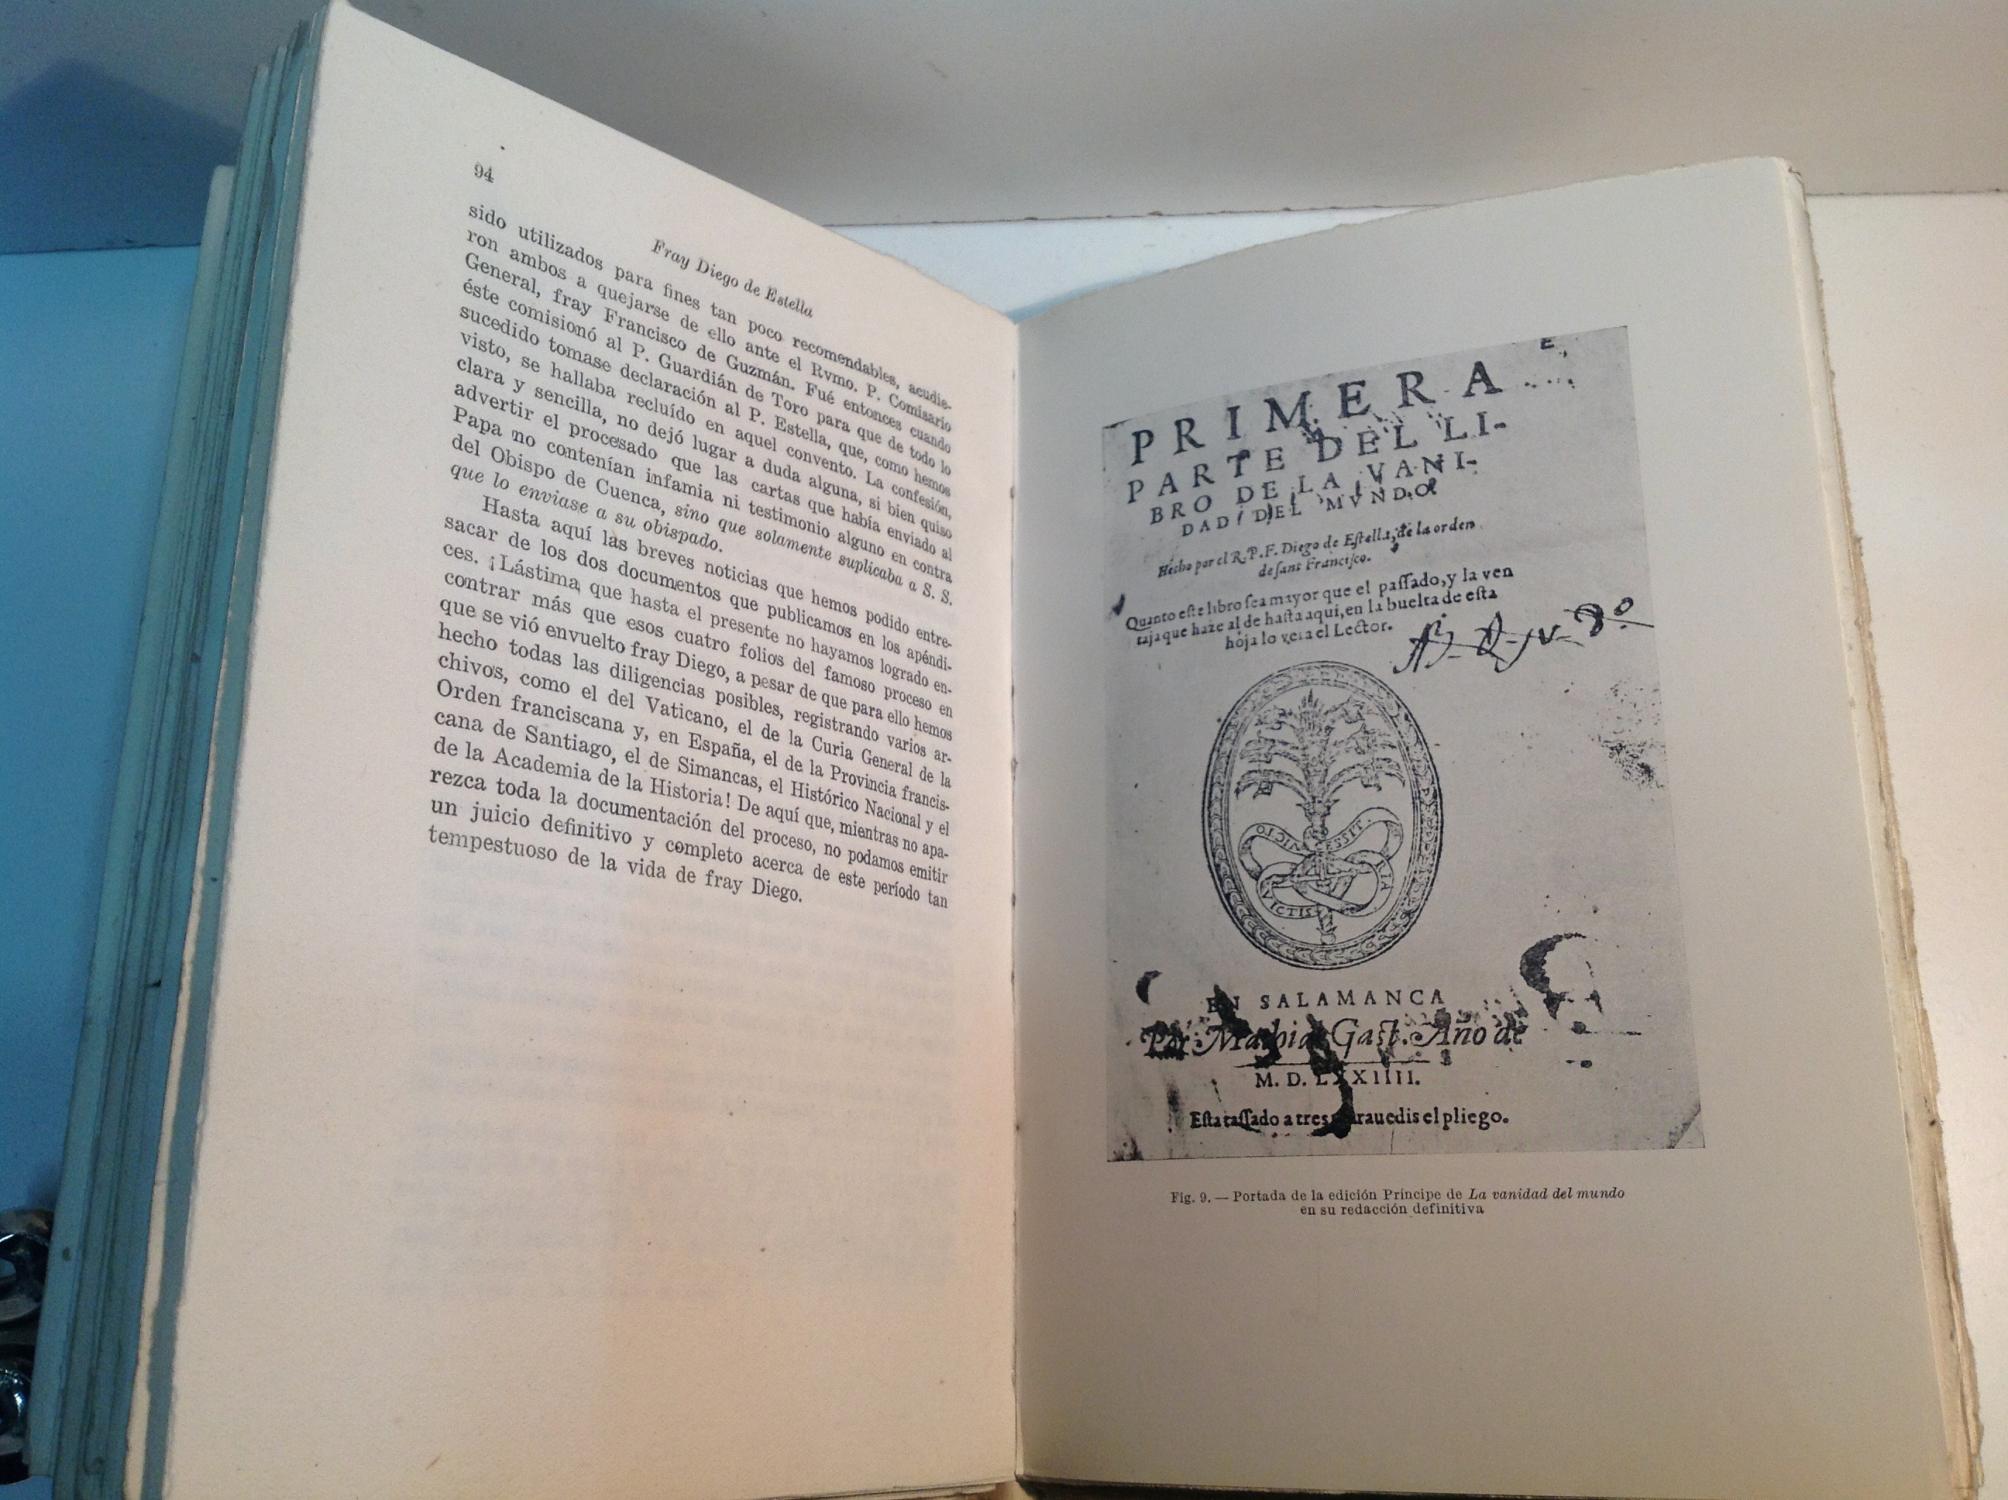 94
Fray Diego de Estella
sido utilizados para fines tan poco recomendables, acudie-
ron ambos a quejarse de ello ante el Rvmo. P. Comisario
General, fray Francisco de Guzmán. Fué entonces cuando
éste comisionó al P. Guardián de Toro para que de todo lo
sucedido tomase declaración al P. Estella, que, como hemos
visto, se hallaba recluído en aquel convento. La confesión,
clara y sencilla, no dejó lugar a duda alguna, si bien quiso
advertir el procesado que las cartas que había enviado al
Papa no contenían infamia ni testimonio alguno en contra
del Obispo de Cuenca, sino que solamente suplicaba a S. S.
que lo enviase a su obispado.
Hasta aquí las breves noticias que hemos podido entre-
sacar de los dos documentos que publicamos en los apéndi-
ces. ¡Lástima que hasta el presente no hayamos logrado en-
contrar más que esos cuatro folios del famoso proceso en
que se vió envuelto fray Diego, a pesar de que para ello hemos
hecho todas las diligencias posibles, registrando varios ar-
chivos, como el del Vaticano, el de la Curia General de la
Orden franciscana y, en España, el de la Provincia francis-
cana de Santiago, el de Simancas, el Histórico Nacional y el
de la Academia de la Historia! De aquí que, mientras no apa-
rezca toda la documentación del proceso, no podamos emitir
un juicio definitivo y completo acerca de este período tan
tempestuoso de la vida de fray Diego.
PRIMERA
PARTE DEL LI-
BRO DE LA VANI-
DAD DEL MVNDO.
Hecho por el R. P. F. Diego de Estella, de la orden
de sant Francisco.
Quanto este libro sea mayor que el passado, y la ven
taja que haze al de hasta aqui, en la buelta de esta
hoja lo vera el Lector.
EN SALAMANCA
Por Mathias Gast. Año de
M. D. LXXIIII.
Esta tassado a tres marauedis el pliego.
Fig. 9. — Portada de la edición Príncipe de La vanidad del mundo
en su redacción definitiva